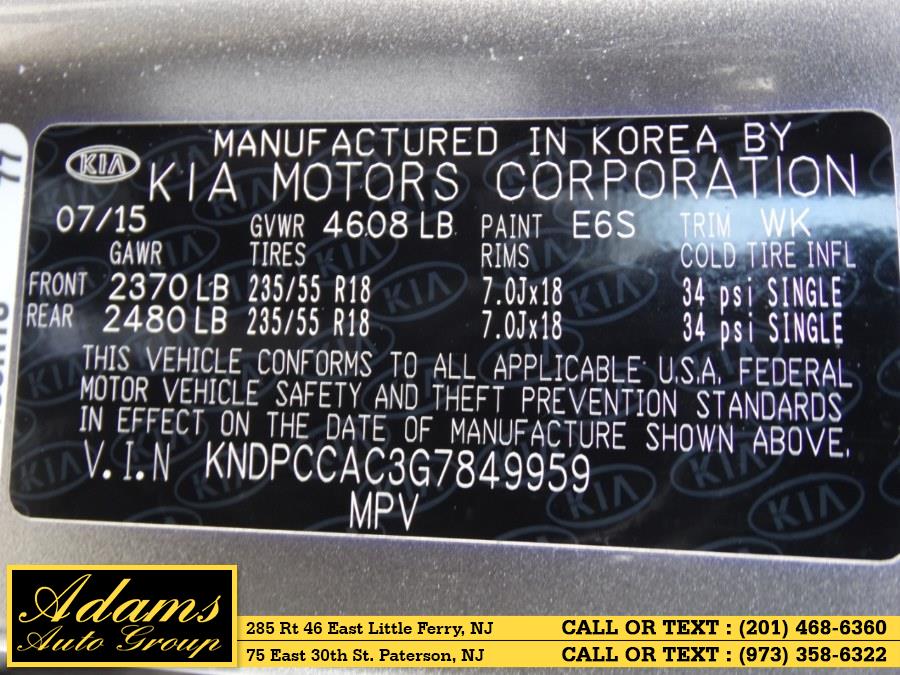 MANUFACTURED IN KOREA BY
KIA KIA MOTORS CORPORATION
07/15 GVWR 4608 LB PAINT E6S TRIM WK
GAWR TIRES RIMS COLD TIRE INFL
FRONT 2370 LB 235/55 R18 7.0Jx18 34 psi SINGLE
REAR 2480 LB 235/55 R18 7.0Jx18 34 psi SINGLE
THIS VEHICLE CONFORMS TO ALL APPLICABLE U.S.A. FEDERAL
MOTOR VEHICLE SAFETY AND THEFT PREVENTION STANDARDS
IN EFFECT ON THE DATE OF MANUFACTURE SHOWN ABOVE.
V.I.N KNDPCCAC3G7849959
MPV
Adams
Auto Group
285 Rt 46 East Little Ferry, NJ CALL OR TEXT : (201) 468-6360
75 East 30th St. Paterson, NJ CALL OR TEXT : (973) 358-6322